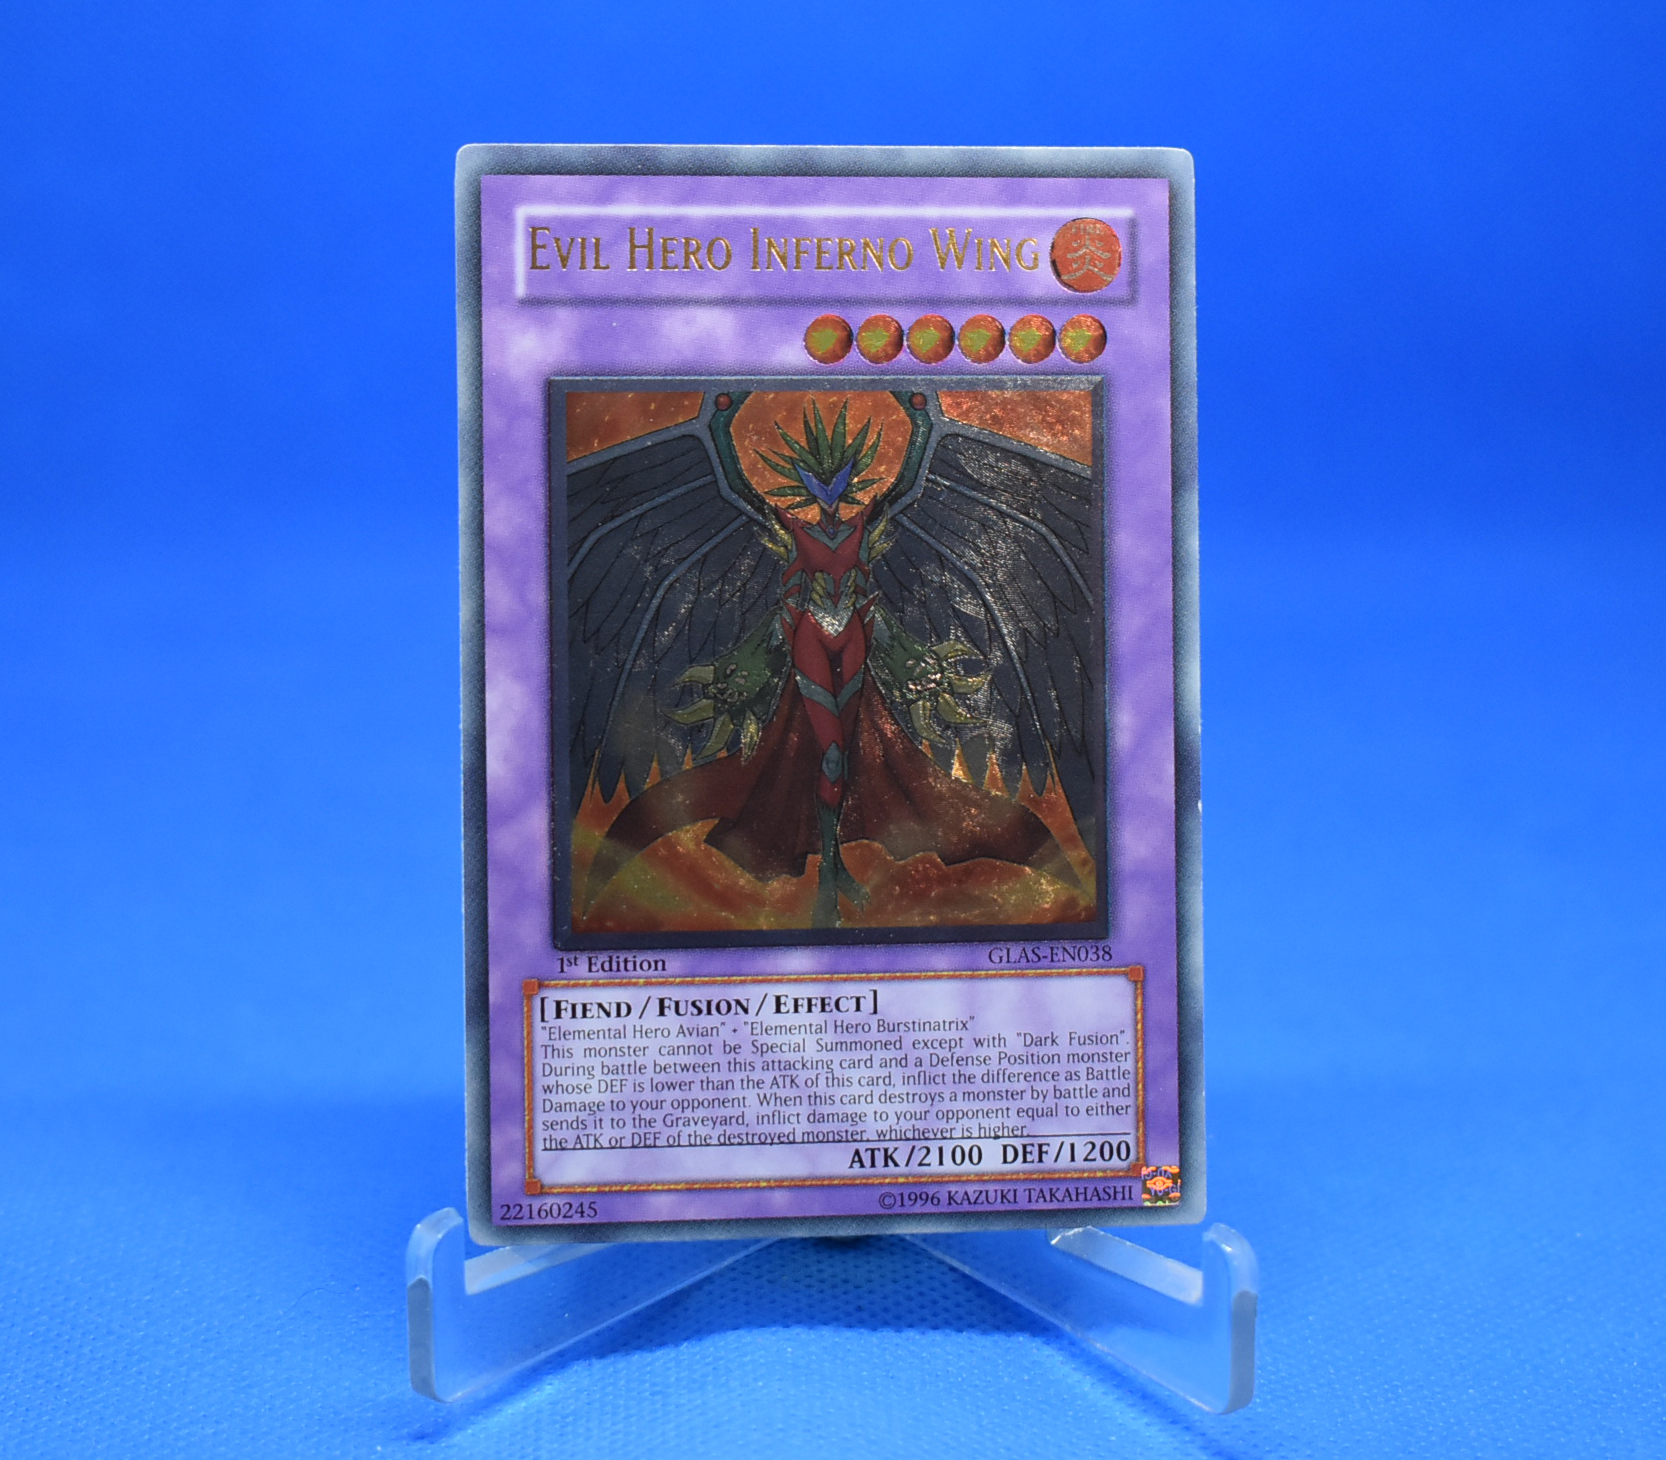 EVIL HERO INFERNO WING
FIRE
炎
1st Edition
GLAS-EN038
[FIEND/FUSION/EFFECT]
"Elemental Hero Avian" + "Elemental Hero Burstinatrix"
This monster cannot be Special Summoned except with "Dark Fusion".
During battle between this attacking card and a Defense Position monster
whose DEF is lower than the ATK of this card, inflict the difference as Battle
Damage to your opponent. When this card destroys a monster by battle and
sends it to the Graveyard, inflict damage to your opponent equal to either
the ATK or DEF of the destroyed monster, whichever is higher.
ATK/2100 DEF/1200
22160245
©1996 KAZUKI TAKAHASHI